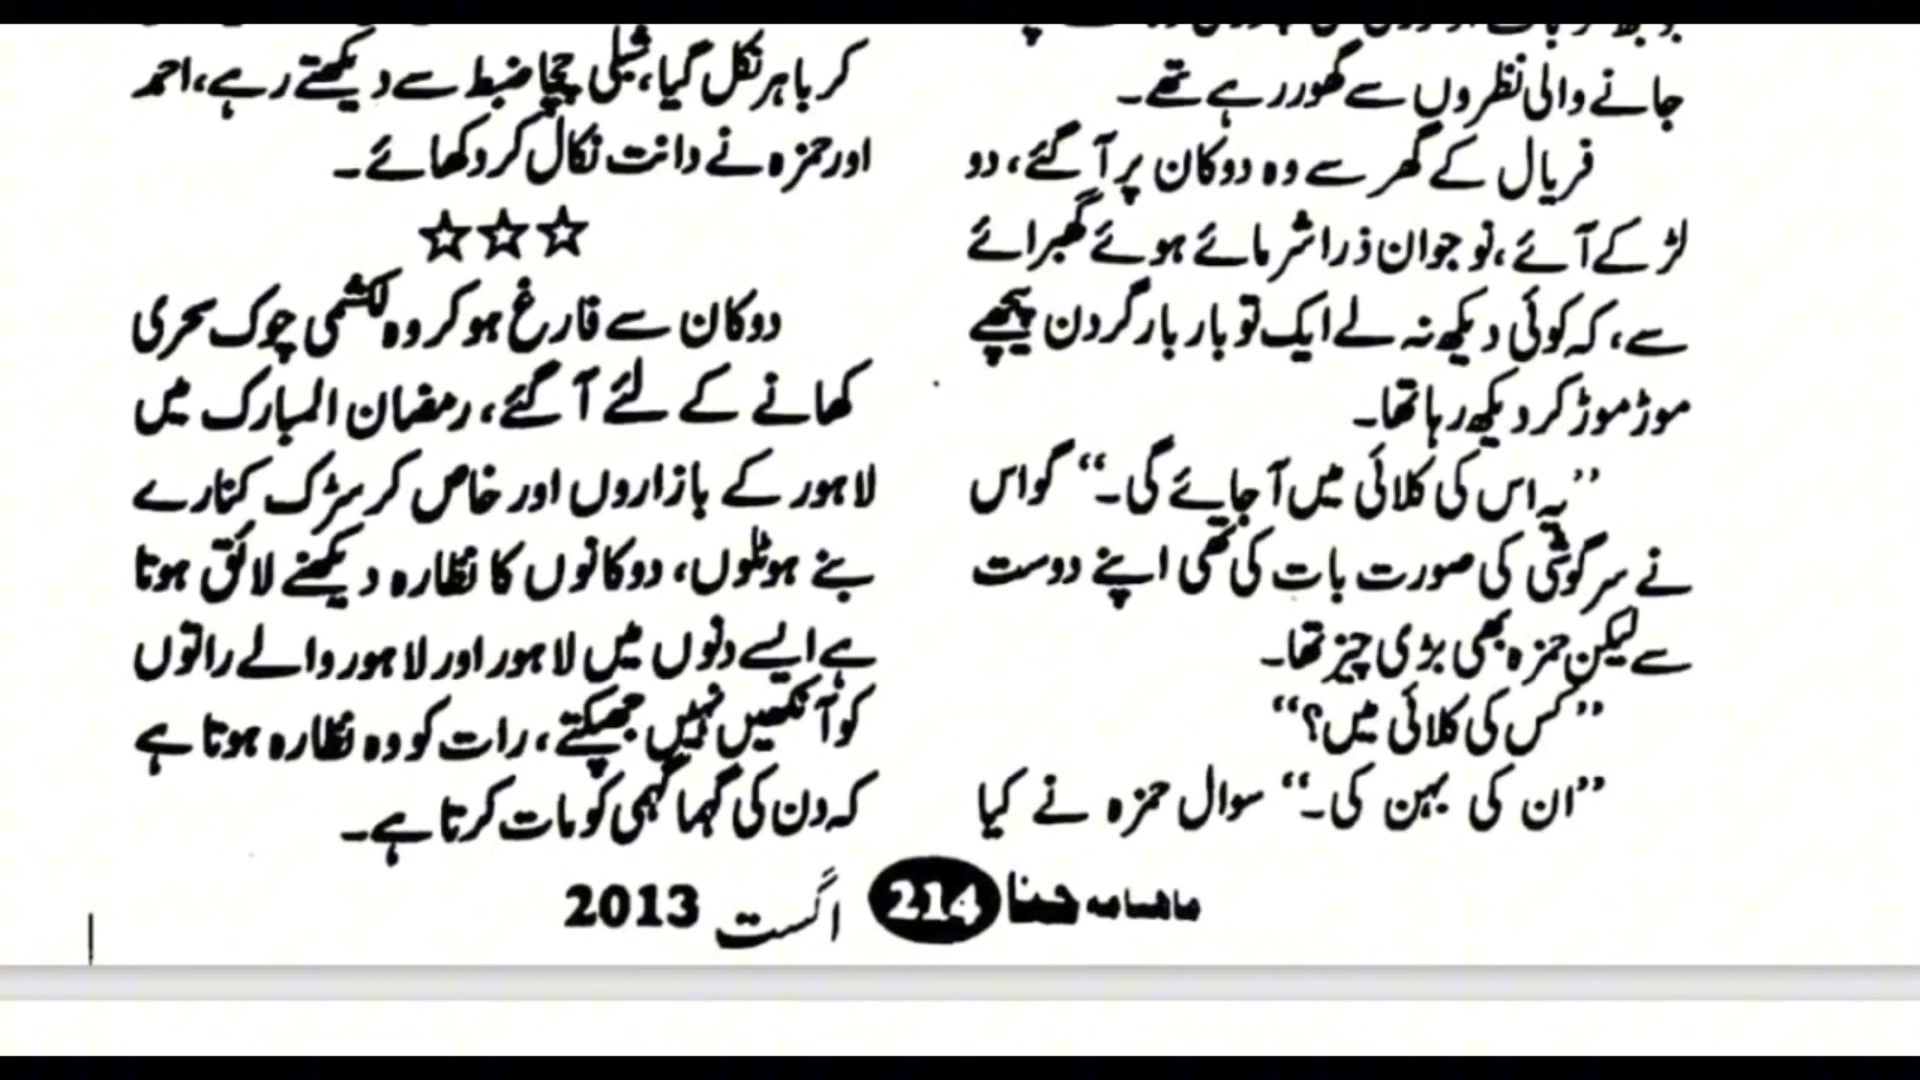 جانے والی نظروں سے گھور رہے تھے۔
فریال کے گھر سے وہ دوکان پر آ گئے، دو
لڑکے آئے، نو جوان ذرا شرمائے ہوئے گھبرائے
سے، کہ کوئی دیکھ نہ لے ایک تو بار بار گردن پیچھے
موڑ موڑ کر دیکھ رہا تھا۔
’’یہ اس کی کلائی میں آ جائے گی۔‘‘ گو اس
نے سرگوشی کی صورت بات کی تھی اپنے دوست
سے لیکن حمزہ بھی بڑی چیز تھا۔
’’کس کی کلائی میں؟‘‘
’’ان کی بہن کی۔‘‘ سوال حمزہ نے کیا
کر باہر نکل گیا، شیلی چچا ضبط سے دیکھتے رہے، احمر
اور حمزہ نے دانت نکال کر دکھائے۔
☆☆☆
دوکان سے فارغ ہو کر وہ لکشمی چوک سحری
کھانے کے لئے آ گئے، رمضان المبارک میں
لاہور کے بازاروں اور خاص کر سڑک کنارے
بنے ہوٹلوں، دوکانوں کا نظارہ دیکھنے لائق ہوتا
ہے ایسے دنوں میں لاہور اور لاہور والے راتوں
کو آنکھیں نہیں جھپکتے، رات کو وہ نظارہ ہوتا ہے
کہ دن کی گہما گہمی کو مات کرتا ہے۔
ماهنامه حنا 214 اگست 2013